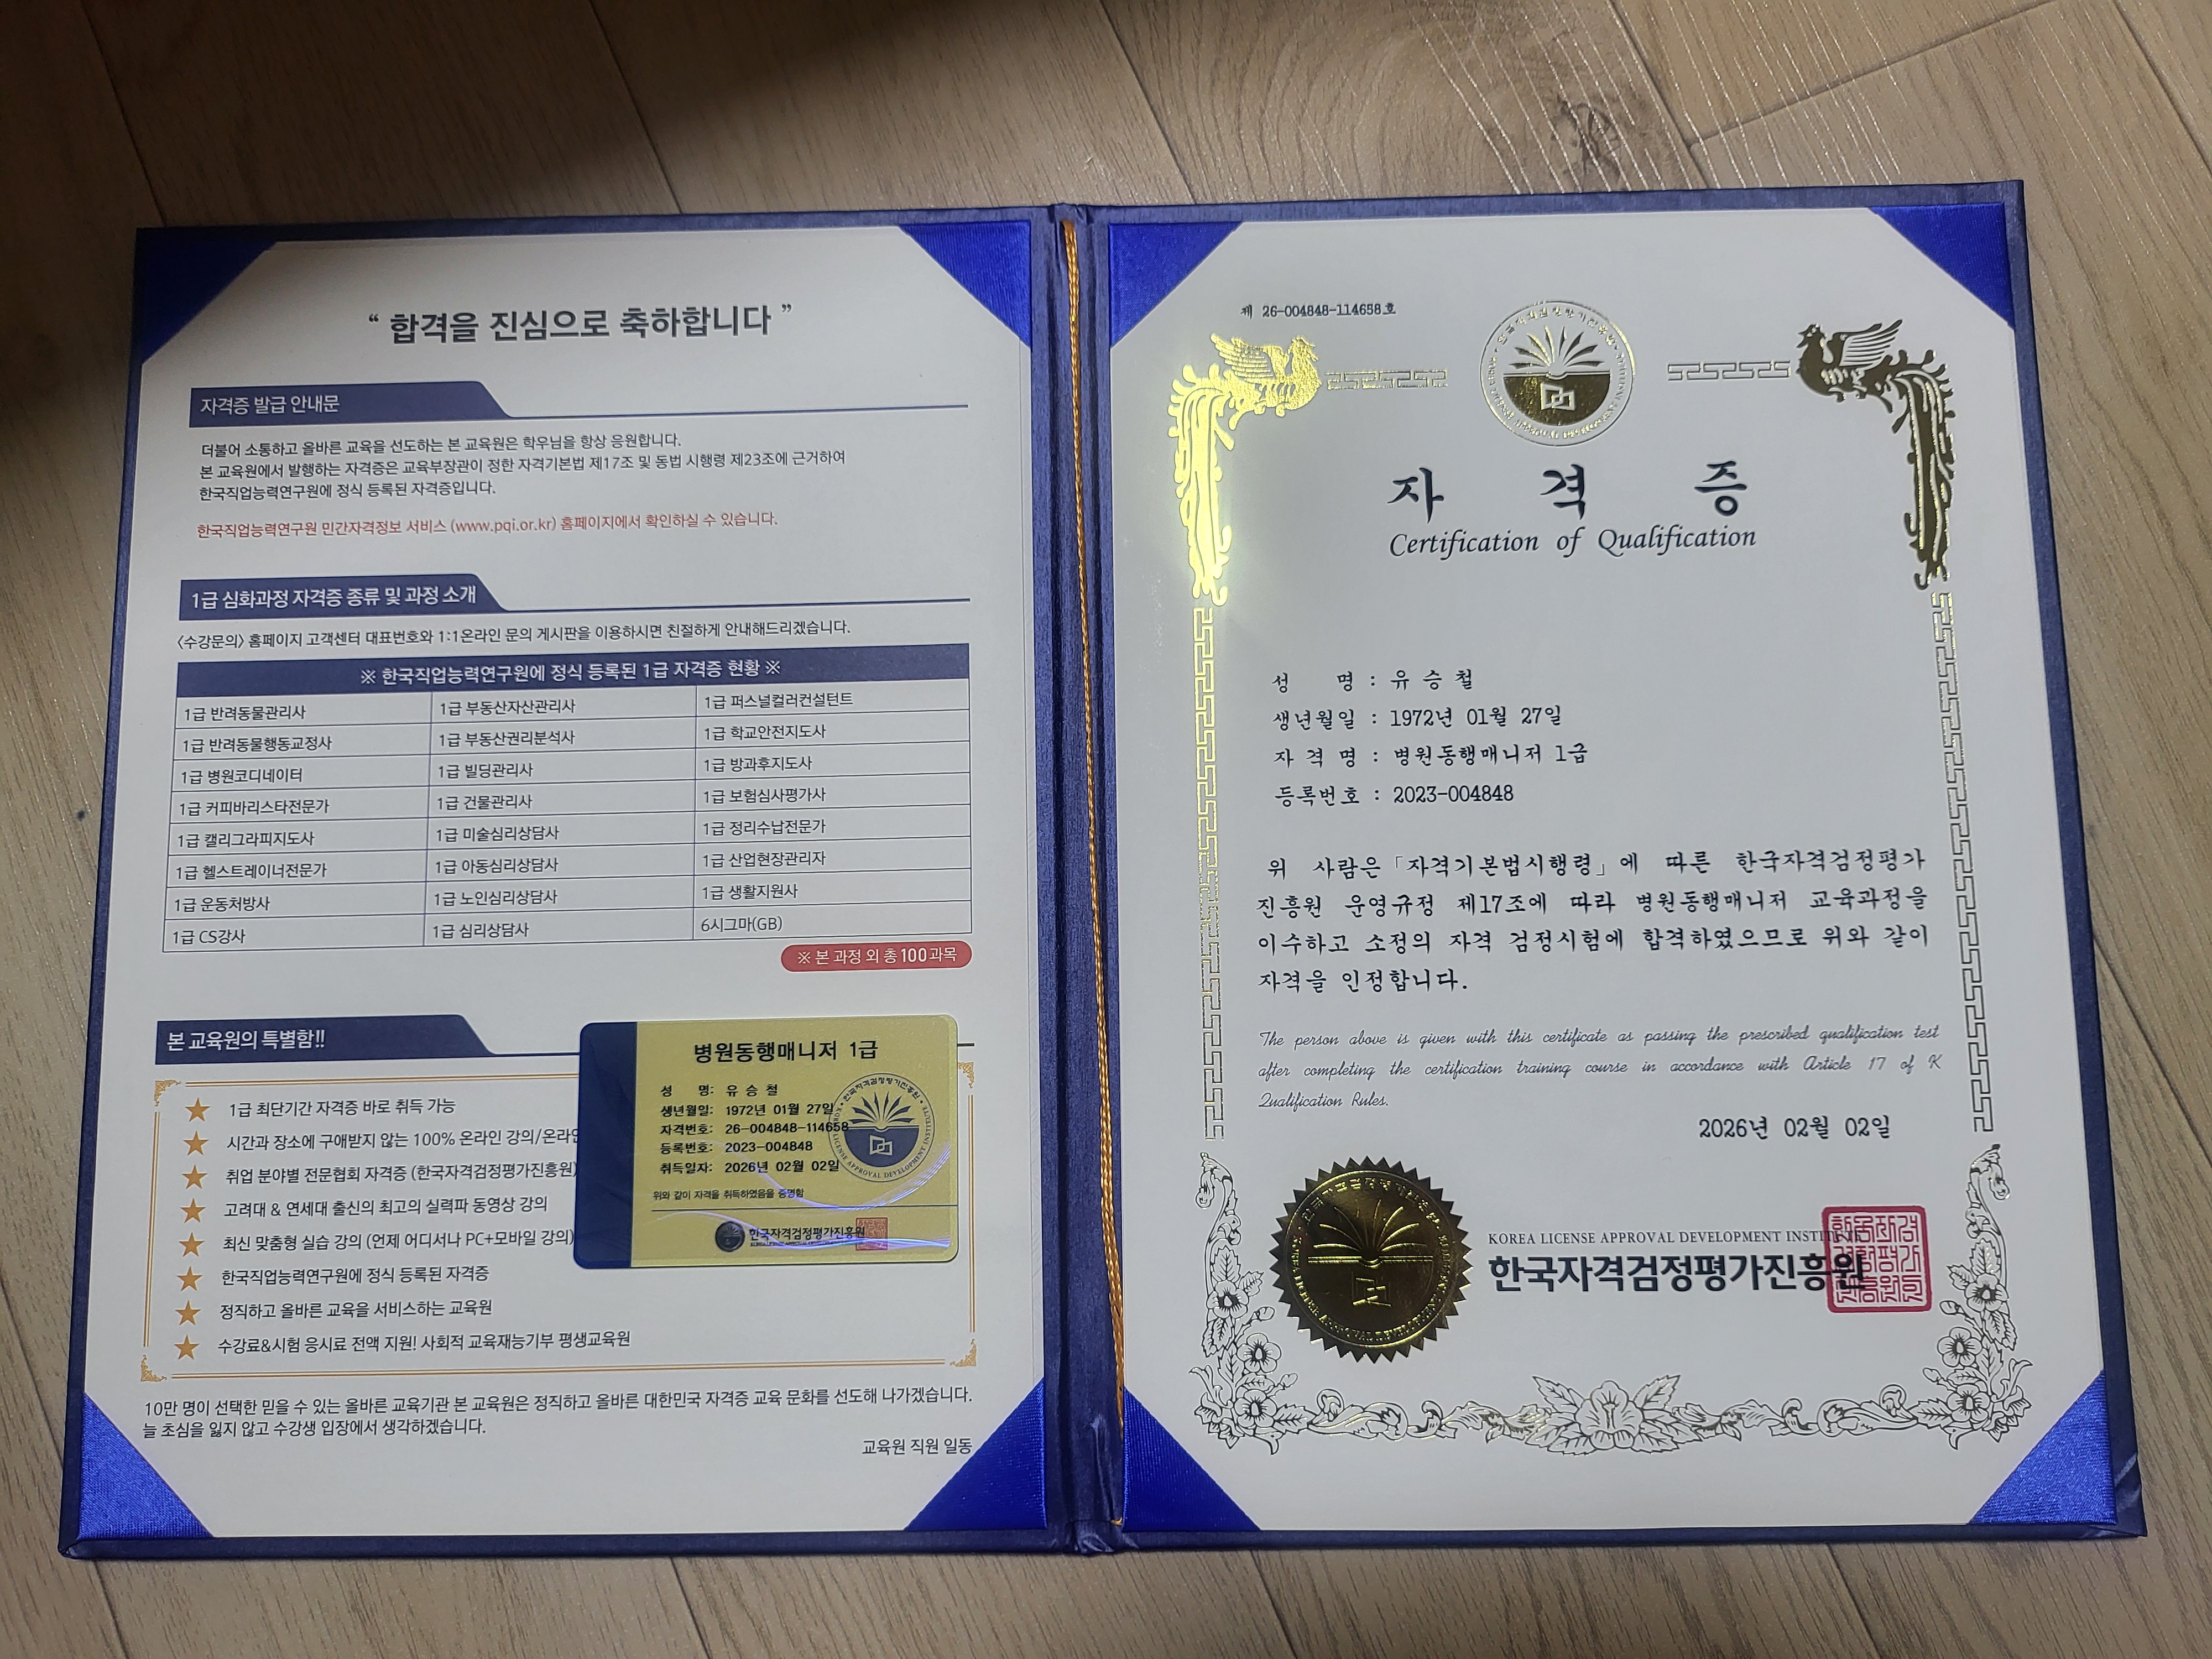 “ 합격을 진심으로 축하합니다 ”
자격증 발급 안내문
더불어 소통하고 올바른 교육을 선도하는 본 교육원은 학우님을 항상 응원합니다.
본 교육원에서 발행하는 자격증은 교육부장관이 정한 자격기본법 제17조 및 동법 시행령 제23조에 근거하여
한국직업능력연구원에 정식 등록된 자격증입니다.
한국직업능력연구원 민간자격정보 서비스 (www.pqi.or.kr) 홈페이지에서 확인하실 수 있습니다.
1급 심화과정 자격증 종류 및 과정 소개
<수강문의> 홈페이지 고객센터 대표번호와 1:1온라인 문의 게시판을 이용하시면 친절하게 안내해드리겠습니다.
※ 한국직업능력연구원에 정식 등록된 1급 자격증 현황 ※
1급 반려동물관리사 1급 부동산자산관리사 1급 퍼스널컬러컨설턴트
1급 반려동물행동교정사 1급 부동산권리분석사 1급 학교안전지도사
1급 병원코디네이터 1급 빌딩관리사 1급 방과후지도사
1급 커피바리스타전문가 1급 건물관리사 1급 보험심사평가사
1급 캘리그라피지도사 1급 미술심리상담사 1급 정리수납전문가
1급 헬스트레이너전문가 1급 아동심리상담사 1급 산업현장관리자
1급 운동처방사 1급 노인심리상담사 1급 생활지원사
1급 CS강사 1급 심리상담사 6시그마(GB)
※ 본 과정 외 총 100과목
본 교육원의 특별함!!
1급 최단기간 자격증 바로 취득 가능
시간과 장소에 구애받지 않는 100% 온라인 강의/온라인
취업 분야별 전문협회 자격증 (한국자격검정평가진흥원)
고려대 & 연세대 출신의 최고의 실력파 동영상 강의
최신 맞춤형 실습 강의 (언제 어디서나 PC+모바일 강의)
한국직업능력연구원에 정식 등록된 자격증
정직하고 올바른 교육을 서비스하는 교육원
수강료&시험 응시료 전액 지원! 사회적 교육재능기부 평생교육원
10만 명이 선택한 믿을 수 있는 올바른 교육기관 본 교육원은 정직하고 올바른 대한민국 자격증 교육 문화를 선도해 나가겠습니다.
늘 초심을 잃지 않고 수강생 입장에서 생각하겠습니다.
교육원 직원 일동
병원동행매니저 1급
성 명: 유 승 철
생년월일: 1972년 01월 27일
자격번호: 26-004848-114658
등록번호: 2023-004848
취득일자: 2026년 02월 02일
위와 같이 자격을 취득하였음을 증명함
한국자격검정평가진흥원
제 26-004848-114658호
자 격 증
Certification of Qualification
성 명 : 유 승 철
생년월일 : 1972년 01월 27일
자 격 명 : 병원동행매니저 1급
등록번호 : 2023-004848
위 사람은「자격기본법시행령」에 따른 한국자격검정평가
진흥원 운영규정 제17조에 따라 병원동행매니저 교육과정을
이수하고 소정의 자격 검정시험에 합격하였으므로 위와 같이
자격을 인정합니다.
The person above is given with this certificate as passing the prescribed qualification test
after completing the certification training course in accordance with Article 17 of K
Qualification Rules.
2026년 02월 02일
KOREA LICENSE APPROVAL DEVELOPMENT INSTITUTE
한국자격검정평가진흥원